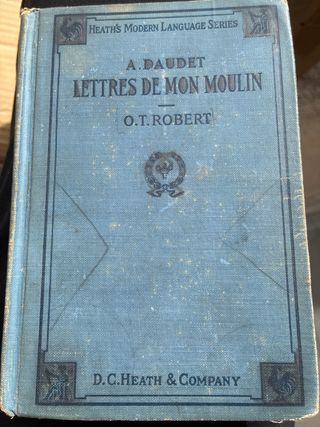 HEATH'S MODERN LANGUAGE SERIES
A. DAUDET
LETTRES DE MON MOULIN
O.T. ROBERT
D.C. HEATH & COMPANY